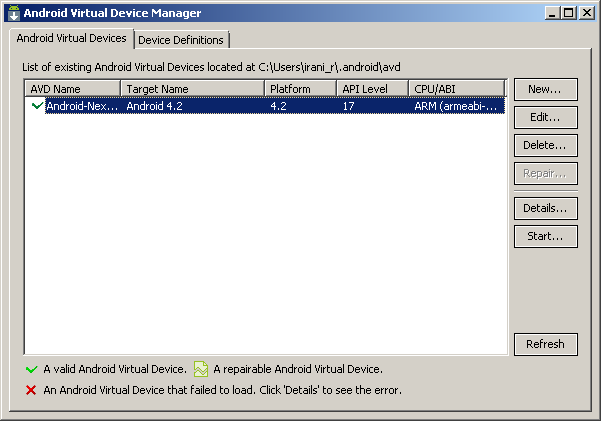 Android Virtual Device Manager
Android Virtual Devices Device Definitions
List of existing Android Virtual Devices located at C:\Users\irani_r\.android\avd
AVD Name Target Name Platform API Level CPU/ABI
Android-Nex... Android 4.2 4.2 17 ARM (armeabi-...
New...
Edit...
Delete...
Repair...
Details...
Start...
Refresh
A valid Android Virtual Device. A repairable Android Virtual Device.
An Android Virtual Device that failed to load. Click 'Details' to see the error.